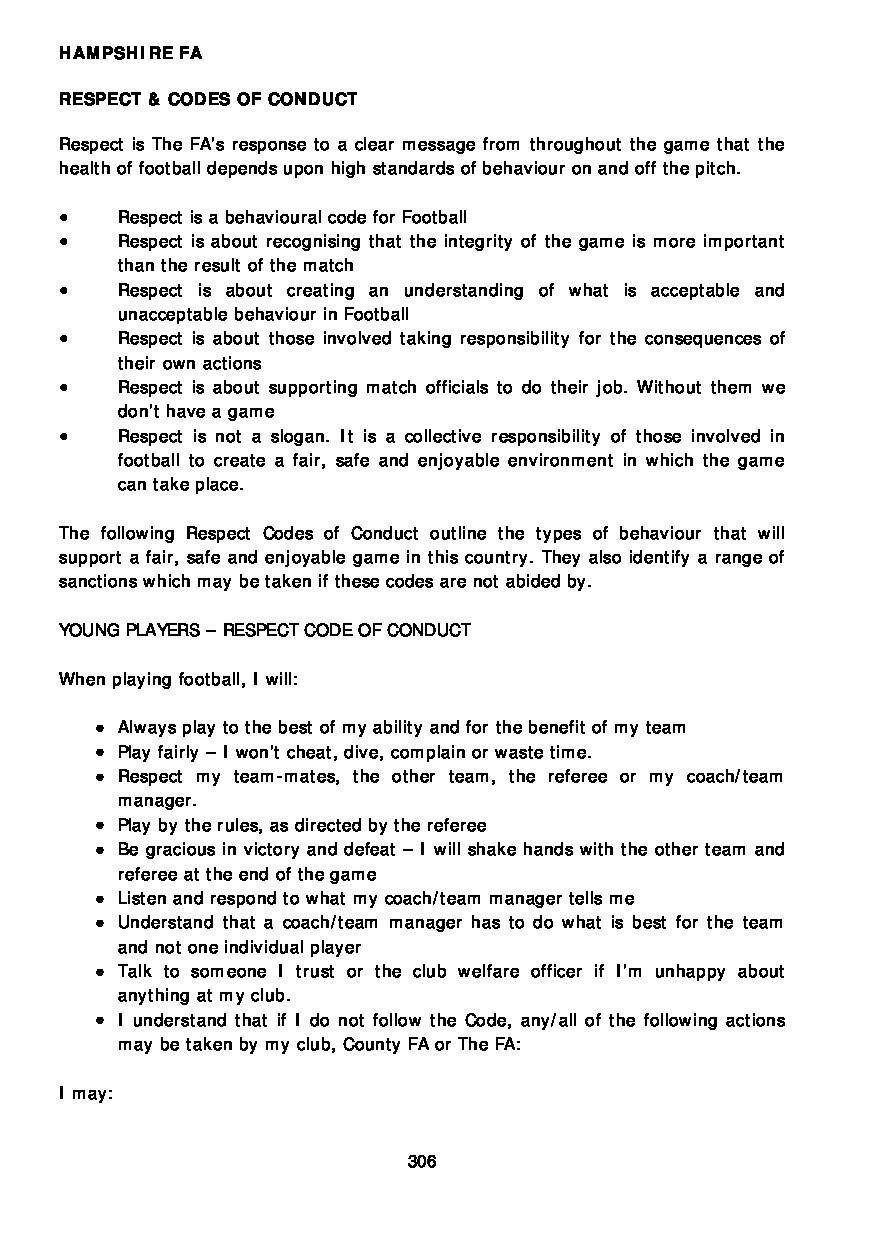 HAMPSHIRE FA
RESPECT & CODES OF CONDUCT
Respect is The FA's response to a clear message from throughout the game that the
health of football depends upon high standards of behaviour on and off the pitch.
• Respect is a behavioural code for Football
• Respect is about recognising that the integrity of the game is more important
than the result of the match
• Respect is about creating an understanding of what is acceptable and
unacceptable behaviour in Football
• Respect is about those involved taking responsibility for the consequences of
their own actions
• Respect is about supporting match officials to do their job. Without them we
don't have a game
• Respect is not a slogan. It is a collective responsibility of those involved in
football to create a fair, safe and enjoyable environment in which the game
can take place.
The following Respect Codes of Conduct outline the types of behaviour that will
support a fair, safe and enjoyable game in this country. They also identify a range of
sanctions which may be taken if these codes are not abided by.
YOUNG PLAYERS – RESPECT CODE OF CONDUCT
When playing football, I will:
• Always play to the best of my ability and for the benefit of my team
• Play fairly – I won't cheat, dive, complain or waste time.
• Respect my team-mates, the other team, the referee or my coach/team
manager.
• Play by the rules, as directed by the referee
• Be gracious in victory and defeat – I will shake hands with the other team and
referee at the end of the game
• Listen and respond to what my coach/team manager tells me
• Understand that a coach/team manager has to do what is best for the team
and not one individual player
• Talk to someone I trust or the club welfare officer if I'm unhappy about
anything at my club.
• I understand that if I do not follow the Code, any/all of the following actions
may be taken by my club, County FA or The FA:
I may:
306